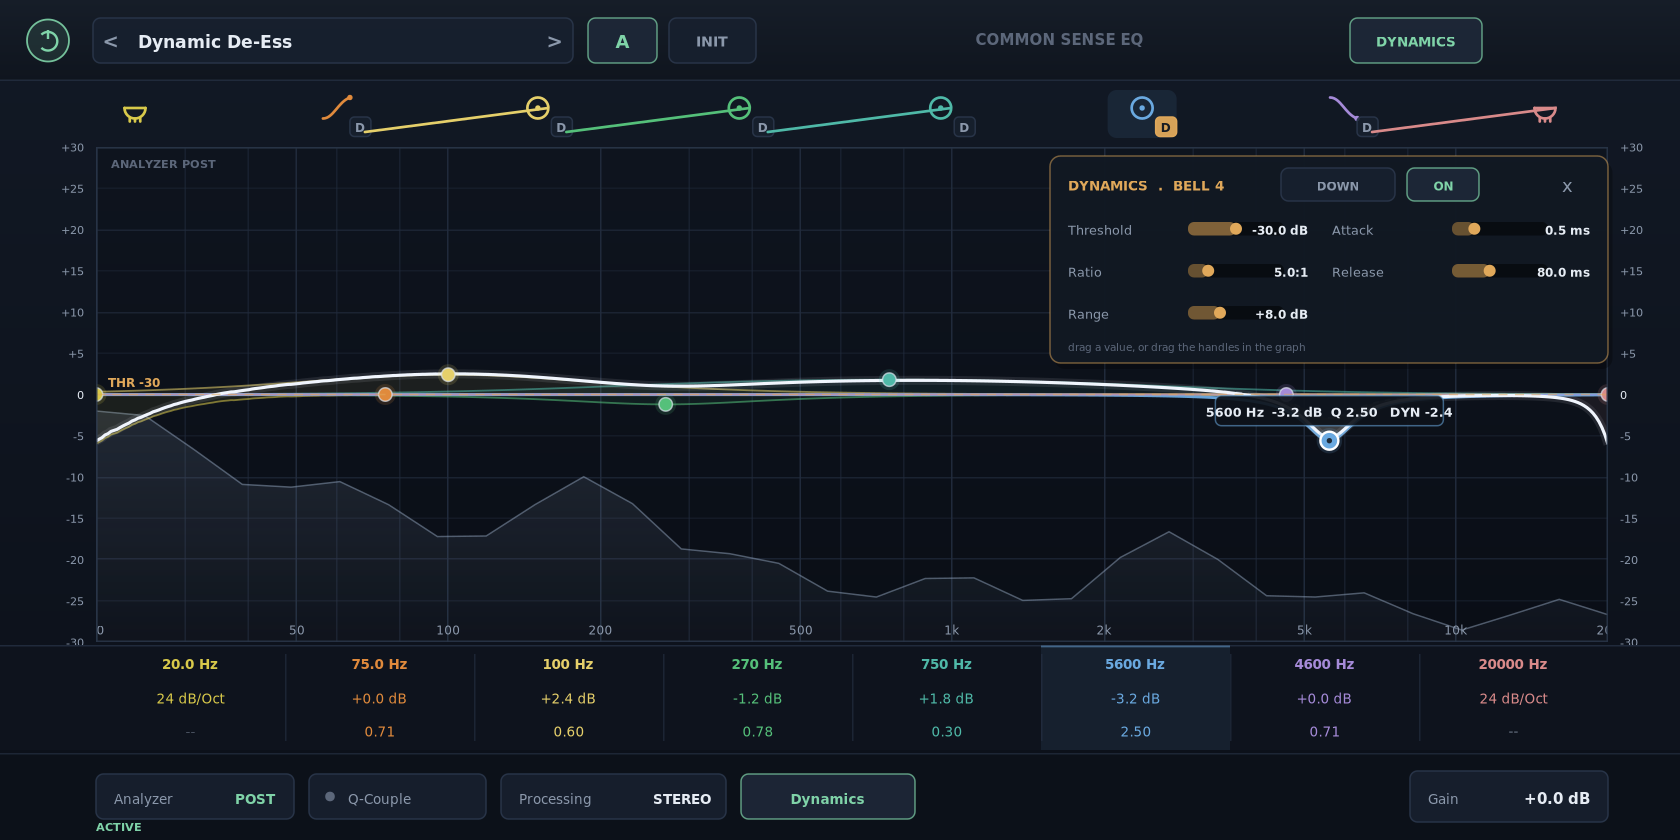 < Dynamic De-Ess > A INIT COMMON SENSE EQ DYNAMICS
D D D D D D
+30 ANALYZER POST +30
DYNAMICS . BELL 4 DOWN ON X
+25 +25
Threshold -30.0 dB Attack 0.5 ms
+20 +20
Ratio 5.0:1 Release 80.0 ms
+15 +15
Range +8.0 dB
+10 +10
drag a value, or drag the handles in the graph
+5 +5
THR -30
0 0
5600 Hz -3.2 dB Q 2.50 DYN -2.4
-5 -5
-10 -10
-15 -15
-20 -20
-25 -25
0 50 100 200 500 1k 2k 5k 10k 20
-30 -30
20.0 Hz 75.0 Hz 100 Hz 270 Hz 750 Hz 5600 Hz 4600 Hz 20000 Hz
24 dB/Oct +0.0 dB +2.4 dB -1.2 dB +1.8 dB -3.2 dB +0.0 dB 24 dB/Oct
-- 0.71 0.60 0.78 0.30 2.50 0.71 --
Analyzer POST Q-Couple Processing STEREO Dynamics Gain +0.0 dB
ACTIVE